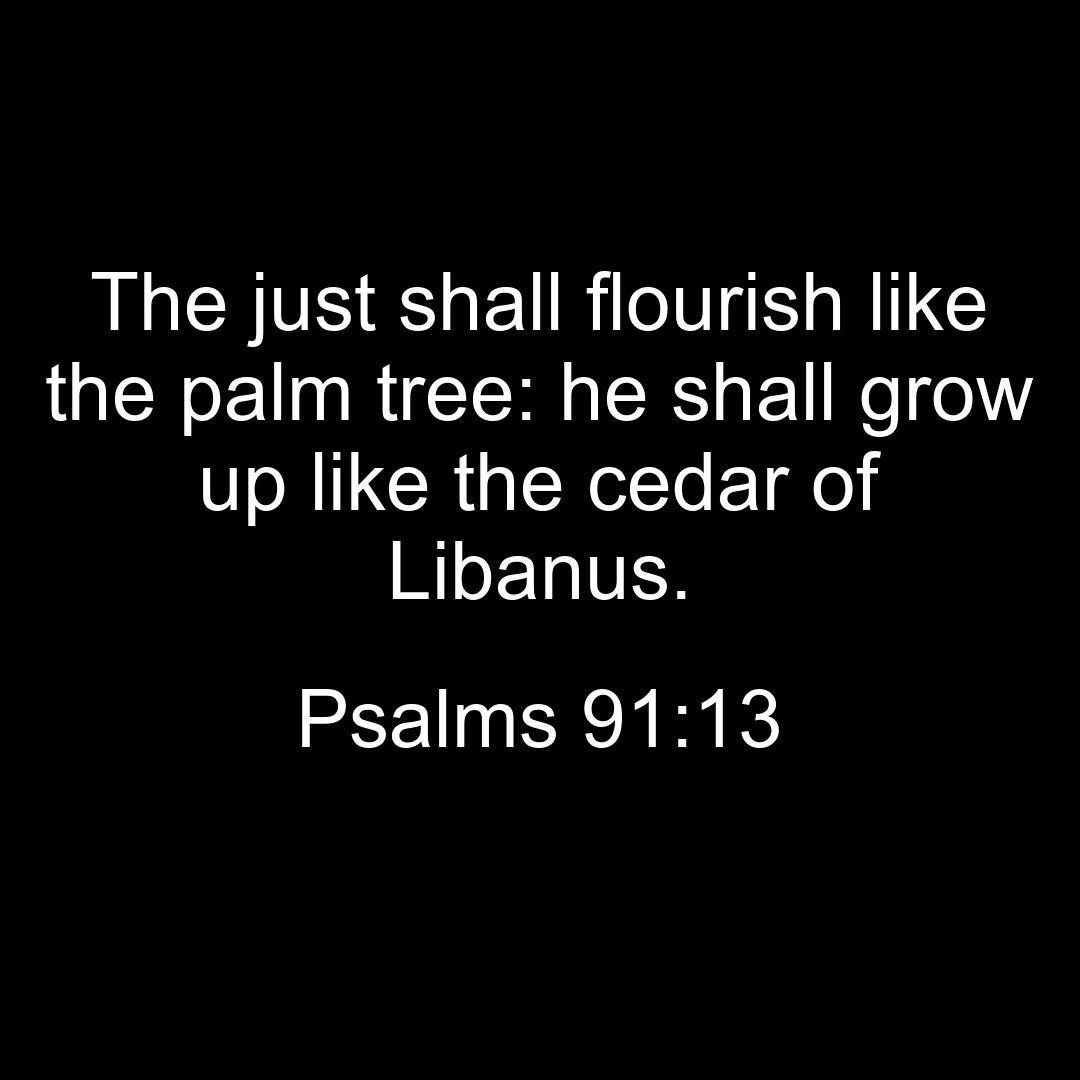 The just shall flourish like
the palm tree: he shall grow
up like the cedar of
Libanus.
Psalms 91:13